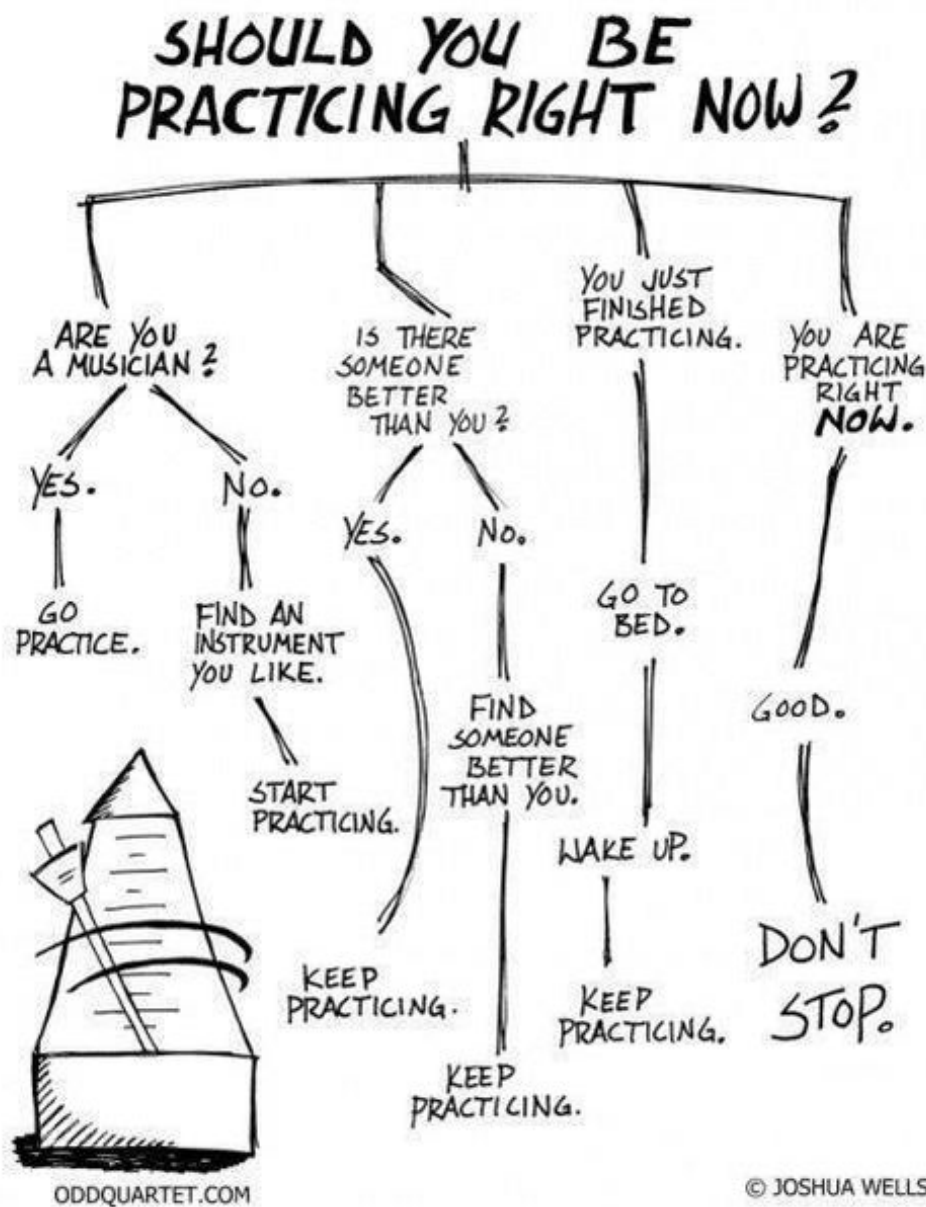 SHOULD YOU BE
PRACTICING RIGHT NOW?
ARE YOU
A MUSICIAN?
YES.
GO
PRACTICE.
NO.
FIND AN
INSTRUMENT
YOU LIKE.
START
PRACTICING.
IS THERE
SOMEONE
BETTER
THAN YOU?
YES.
KEEP
PRACTICING.
NO.
FIND
SOMEONE
BETTER
THAN YOU.
KEEP
PRACTICING.
YOU JUST
FINISHED
PRACTICING.
GO TO
BED.
WAKE UP.
KEEP
PRACTICING.
YOU ARE
PRACTICING
RIGHT
NOW.
GOOD.
DON'T
STOP.
ODDQUARTET.COM
© JOSHUA WELLS